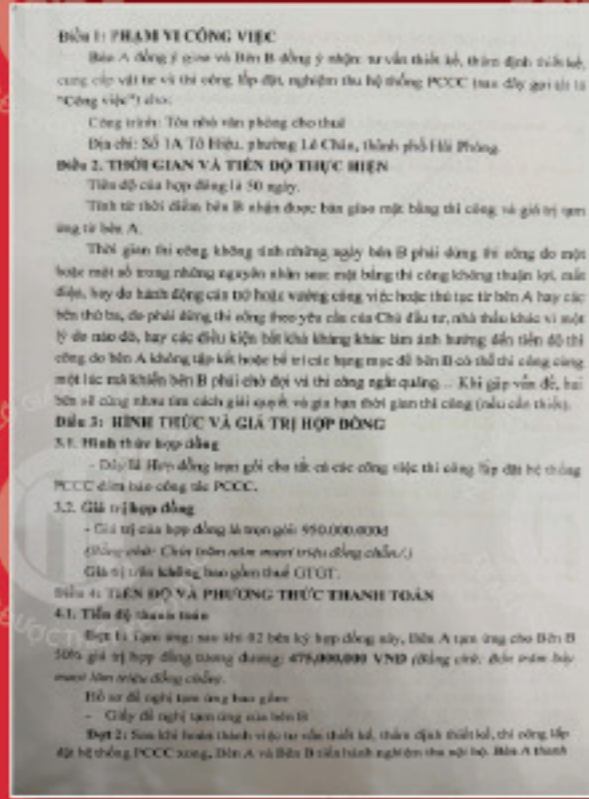 Điều 1: PHẠM VI CÔNG VIỆC
Bên A đồng ý giao và Bên B đồng ý nhận: tư vấn thiết kế, thẩm định thiết kế,
cung cấp vật tư và thi công, lắp đặt, nghiệm thu hệ thống PCCC (sau đây gọi tắt là
"Công việc") cho:
Công trình: Tòa nhà văn phòng cho thuê
Địa chỉ: Số 1A Tô Hiệu, phường Lê Chân, thành phố Hải Phòng.
Điều 2. THỜI GIAN VÀ TIẾN ĐỘ THỰC HIỆN
Tiến độ của hợp đồng là 50 ngày.
Tính từ thời điểm bên B nhận được bàn giao mặt bằng thi công và giá trị tạm
ứng từ bên A.
Thời gian thi công không tính những ngày bên B phải dừng thi công do một
hoặc một số trong những nguyên nhân sau: mặt bằng thi công không thuận lợi, mất
điện, hay do hành động cản trở hoặc vướng công việc hoặc thủ tục từ bên A hay các
bên thứ ba, do phải dừng thi công theo yêu cầu của Chủ đầu tư, nhà thầu khác vì một
lý do nào đó, hay các điều kiện bất khả kháng khác làm ảnh hưởng đến tiến độ thi
công do bên A không tập kết hoặc bố trí các hạng mục để bên B có thể thi công cùng
một lúc mà khiến bên B phải chờ đợi và thi công ngắt quãng... Khi gặp vấn đề, hai
bên sẽ cùng nhau tìm cách giải quyết và gia hạn thời gian thi công (nếu cần thiết).
Điều 3: HÌNH THỨC VÀ GIÁ TRỊ HỢP ĐỒNG
3.1. Hình thức hợp đồng
- Đây là Hợp đồng trọn gói cho tất cả các công việc thi công lắp đặt hệ thống
PCCC đảm bảo công tác PCCC.
3.2. Giá trị hợp đồng
- Giá trị của hợp đồng là trọn gói: 950.000.000đ
(Bằng chữ: Chín trăm năm mươi triệu đồng chẵn./.)
Giá trị trên không bao gồm thuế GTGT.
Điều 4: TIẾN ĐỘ VÀ PHƯƠNG THỨC THANH TOÁN
4.1. Tiến độ thanh toán
Đợt 1: Tạm ứng: sau khi 02 bên ký hợp đồng này, Bên A tạm ứng cho Bên B
50% giá trị hợp đồng tương đương: 475,000,000 VNĐ (Bằng chữ: Bốn trăm bảy
mươi lăm triệu đồng chẵn).
Hồ sơ đề nghị tạm ứng bao gồm:
- Giấy đề nghị tạm ứng của bên B
Đợt 2: Sau khi hoàn thành việc tư vấn thiết kế, thẩm định thiết kế, thi công lắp
đặt hệ thống PCCC xong, Bên A và Bên B tiến hành nghiệm thu nội bộ. Bên A thanh